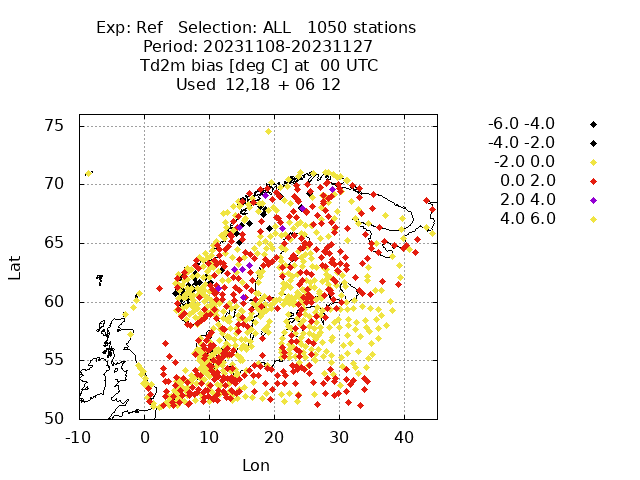 Exp: Ref   Selection: ALL   1050 stations
Period: 20231108-20231127
Td2m bias [deg C] at  00 UTC
Used  12,18 + 06 12
-6.0 -4.0
-4.0 -2.0
-2.0 0.0
0.0 2.0
2.0 4.0
4.0 6.0
75
70
65
60
55
50
Lat
-10 0 10 20 30 40
Lon